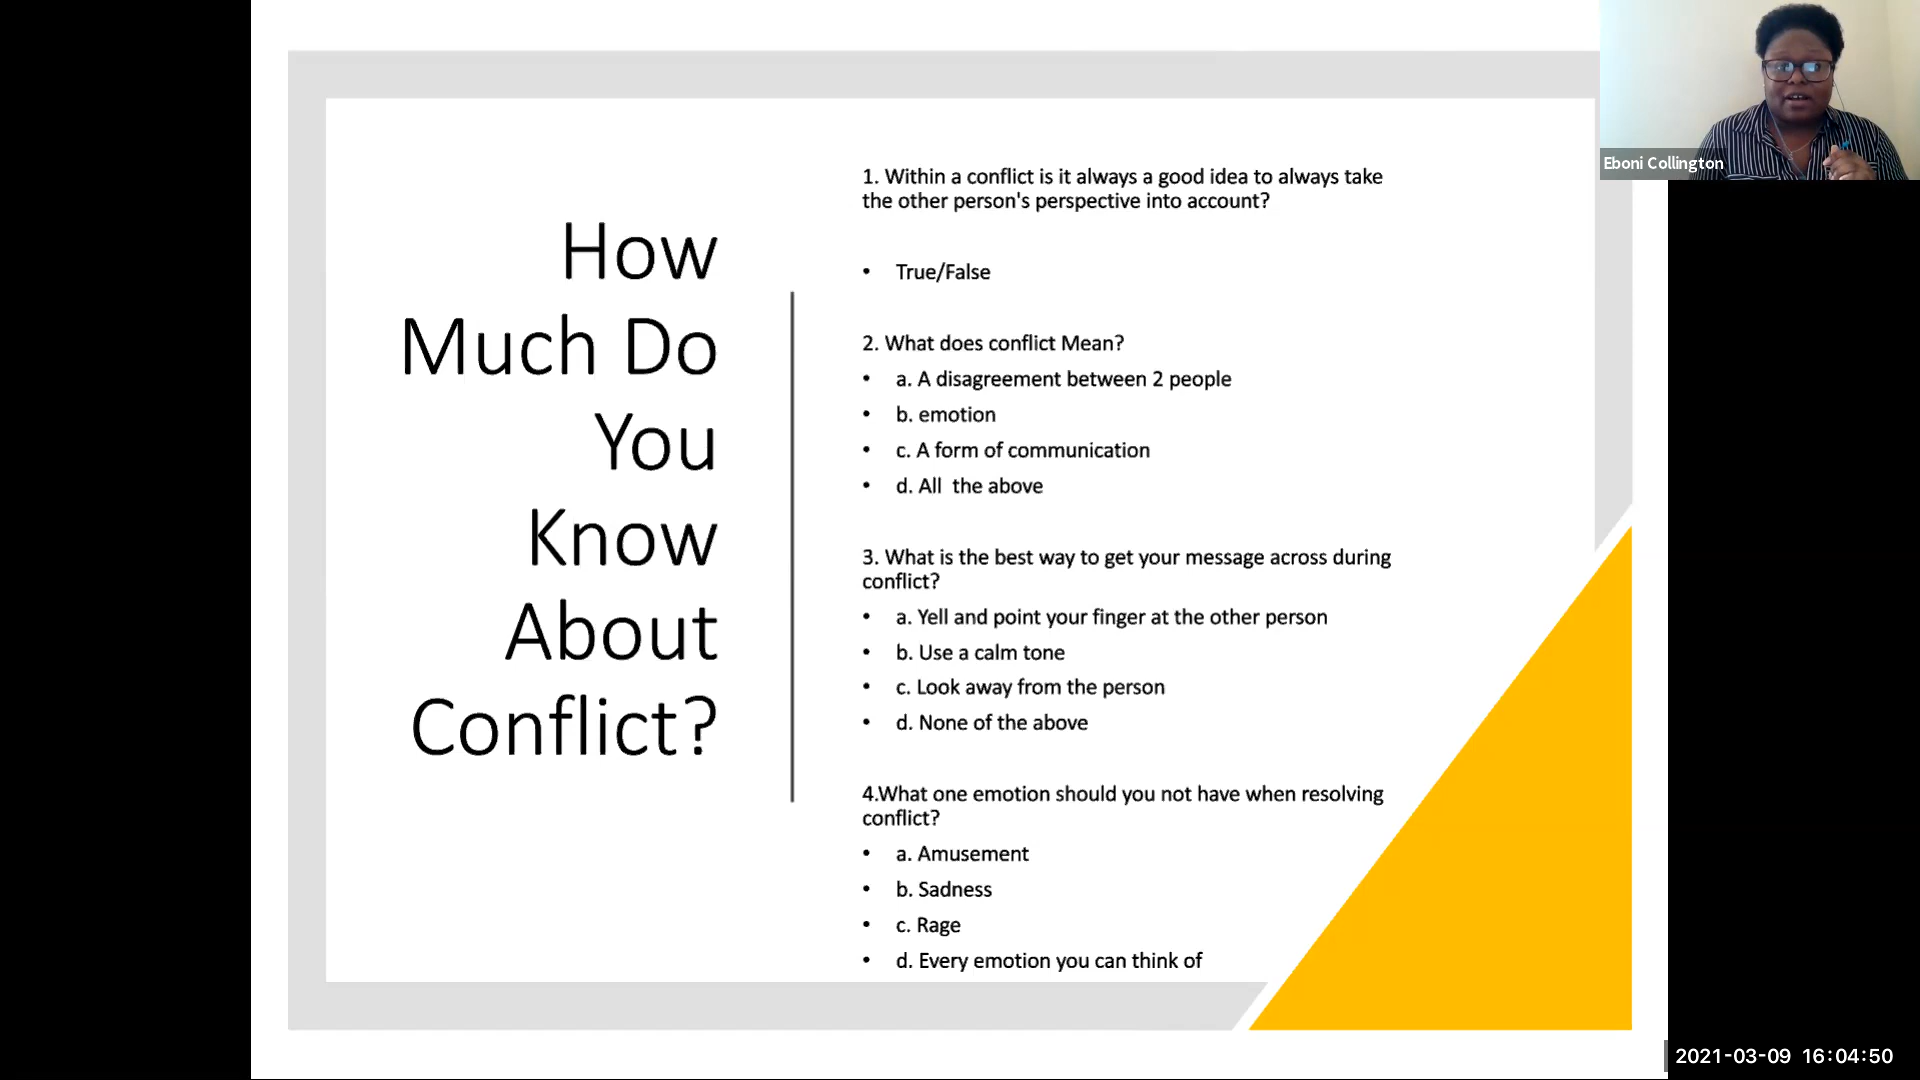 How
Much Do
You
Know
About
Conflict?
1. Within a conflict is it always a good idea to always take
the other person's perspective into account?
• True/False
2. What does conflict Mean?
• a. A disagreement between 2 people
• b. emotion
• c. A form of communication
• d. All  the above
3. What is the best way to get your message across during
conflict?
• a. Yell and point your finger at the other person
• b. Use a calm tone
• c. Look away from the person
• d. None of the above
4.What one emotion should you not have when resolving
conflict?
• a. Amusement
• b. Sadness
• c. Rage
• d. Every emotion you can think of
Eboni Collington
2021-03-09 16:04:50